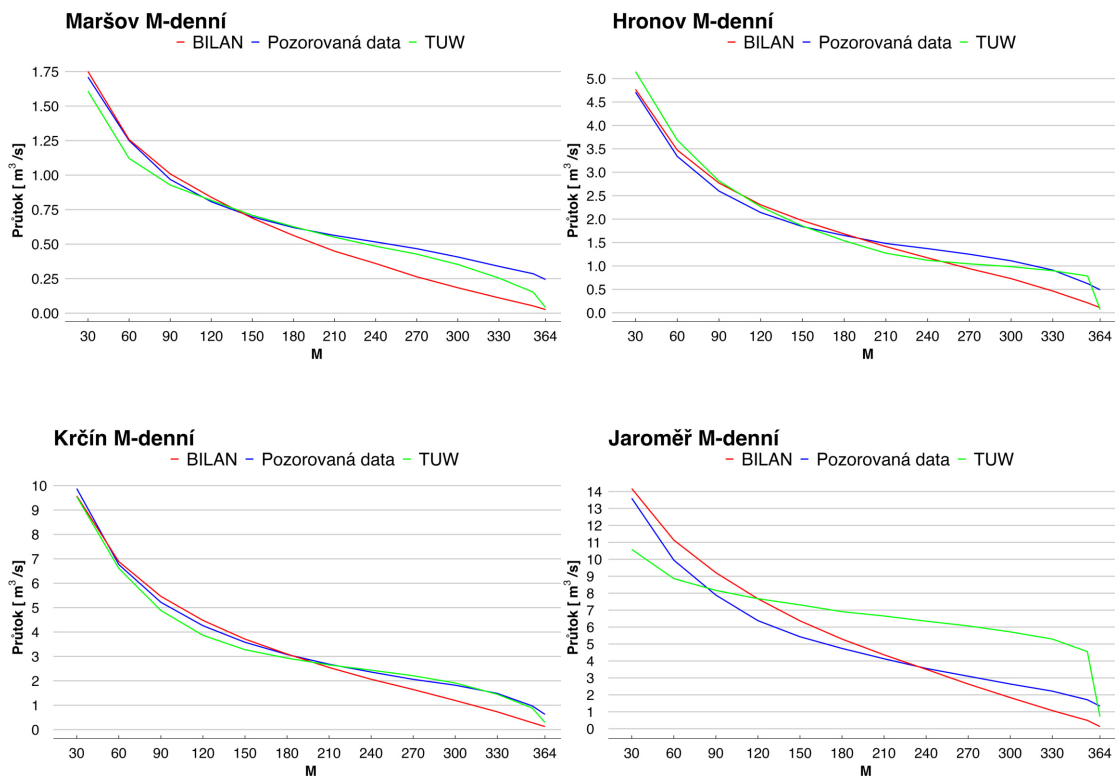 Maršov M-denní
BILAN Pozorovaná data TUW
Průtok [ m³ /s]
1.75
1.50
1.25
1.00
0.75
0.50
0.25
0.00
30 60 90 120 150 180 210 240 270 300 330 364
M
Hronov M-denní
BILAN Pozorovaná data TUW
Průtok [ m³ /s]
5.0
4.5
4.0
3.5
3.0
2.5
2.0
1.5
1.0
0.5
0.0
30 60 90 120 150 180 210 240 270 300 330 364
M
Krčín M-denní
BILAN Pozorovaná data TUW
Průtok [ m³ /s]
10
9
8
7
6
5
4
3
2
1
0
30 60 90 120 150 180 210 240 270 300 330 364
M
Jaroměř M-denní
BILAN Pozorovaná data TUW
Průtok [ m³ /s]
14
13
12
11
10
9
8
7
6
5
4
3
2
1
0
30 60 90 120 150 180 210 240 270 300 330 364
M